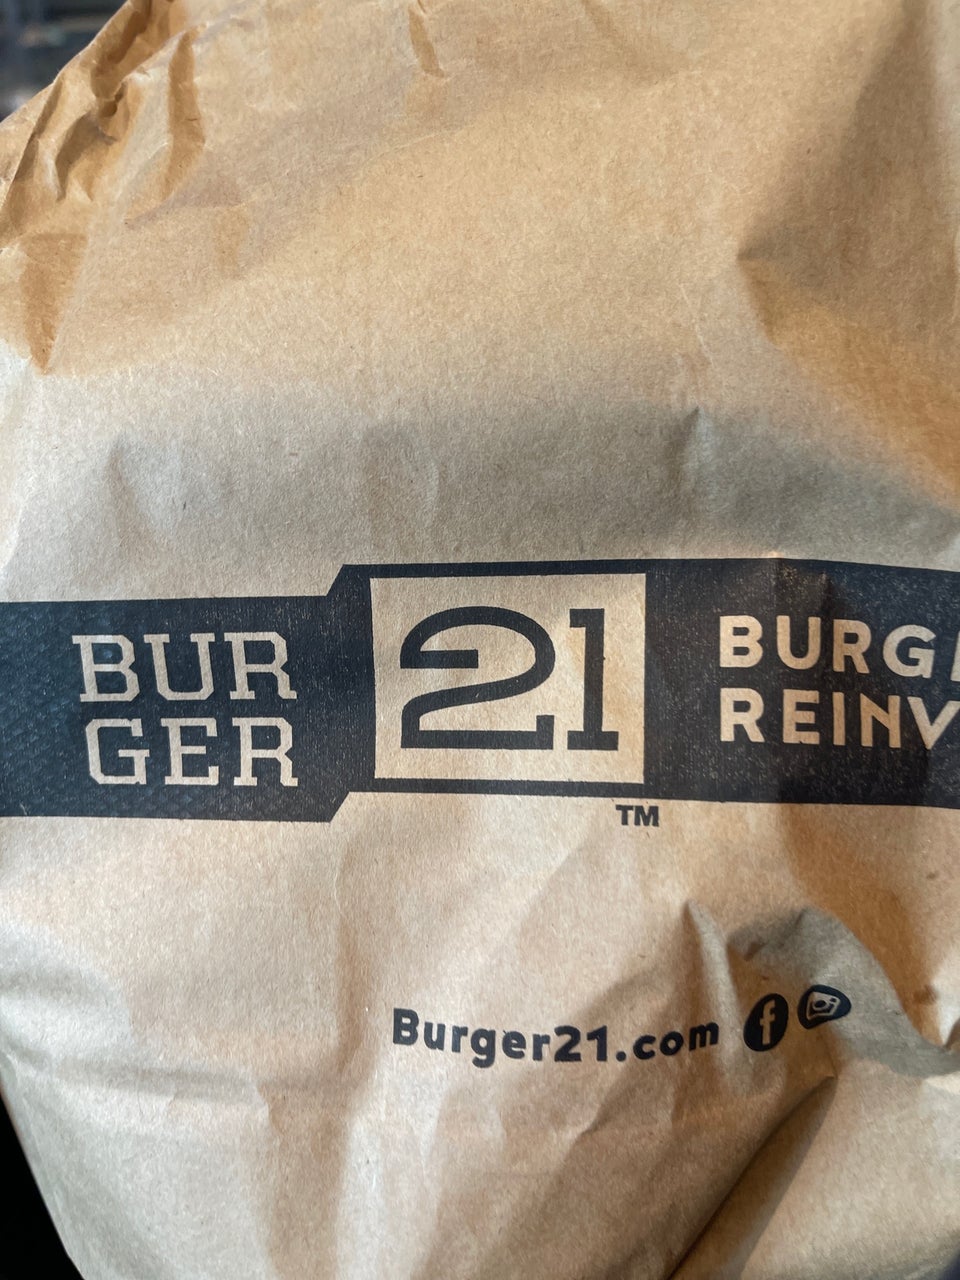 BUR
GER
21
TM
BURG
REINV
Burger21.com